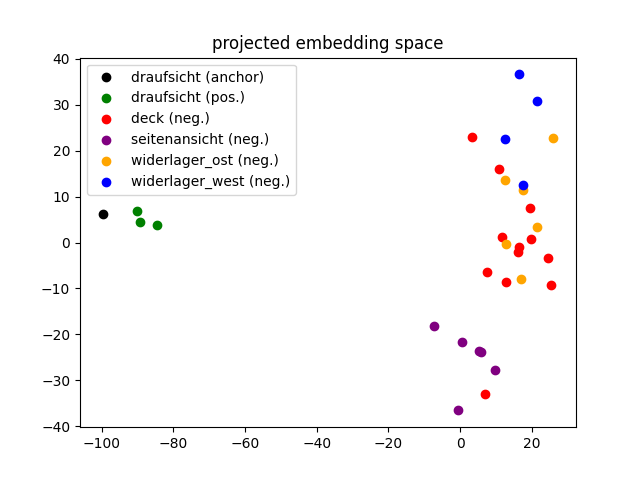 projected embedding space
draufsicht (anchor)
draufsicht (pos.)
deck (neg.)
seitenansicht (neg.)
widerlager_ost (neg.)
widerlager_west (neg.)
40
30
20
10
0
−10
−20
−30
−40
−100 −80 −60 −40 −20 0 20